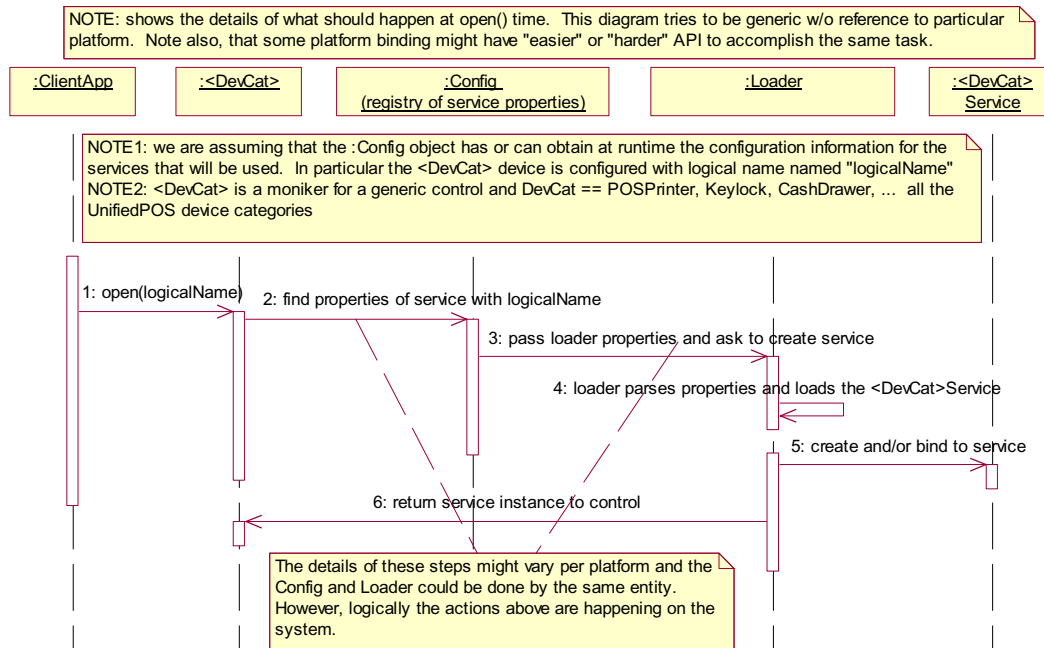 NOTE: shows the details of what should happen at open() time.  This diagram tries to be generic w/o reference to particular
platform.  Note also, that some platform binding might have "easier" or "harder" API to accomplish the same task.
:ClientApp
:<DevCat>
:Config
(registry of service properties)
:Loader
:<DevCat>
Service
NOTE1: we are assuming that the :Config object has or can obtain at runtime the configuration information for the
services that will be used.  In particular the <DevCat> device is configured with logical name named "logicalName"
NOTE2: <DevCat> is a moniker for a generic control and DevCat == POSPrinter, Keylock, CashDrawer, ...  all the
UnifiedPOS device categories
1: open(logicalName)
2: find properties of service with logicalName
3: pass loader properties and ask to create service
4: loader parses properties and loads the <DevCat>Service
5: create and/or bind to service
6: return service instance to control
The details of these steps might vary per platform and the
Config and Loader could be done by the same entity.
However, logically the actions above are happening on the
system.